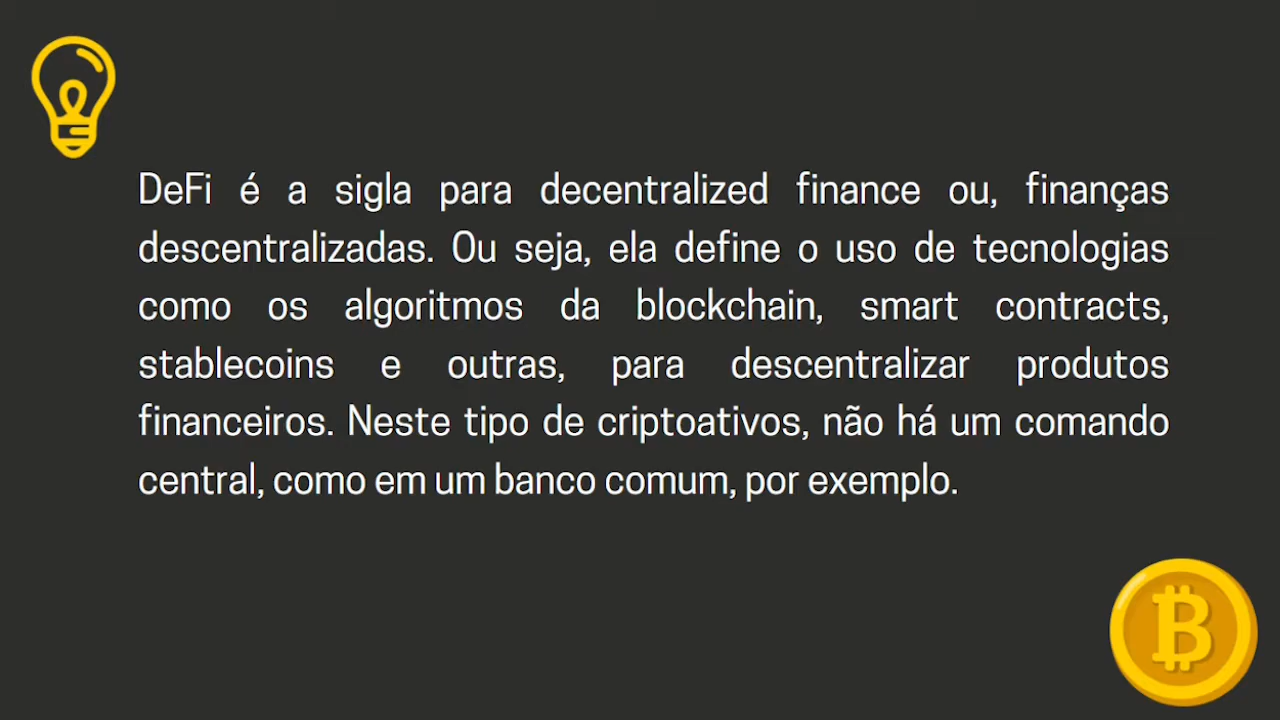 DeFi é a sigla para decentralized finance ou, finanças
descentralizadas. Ou seja, ela define o uso de tecnologias
como os algoritmos da blockchain, smart contracts,
stablecoins e outras, para descentralizar produtos
financeiros. Neste tipo de criptoativos, não há um comando
central, como em um banco comum, por exemplo.